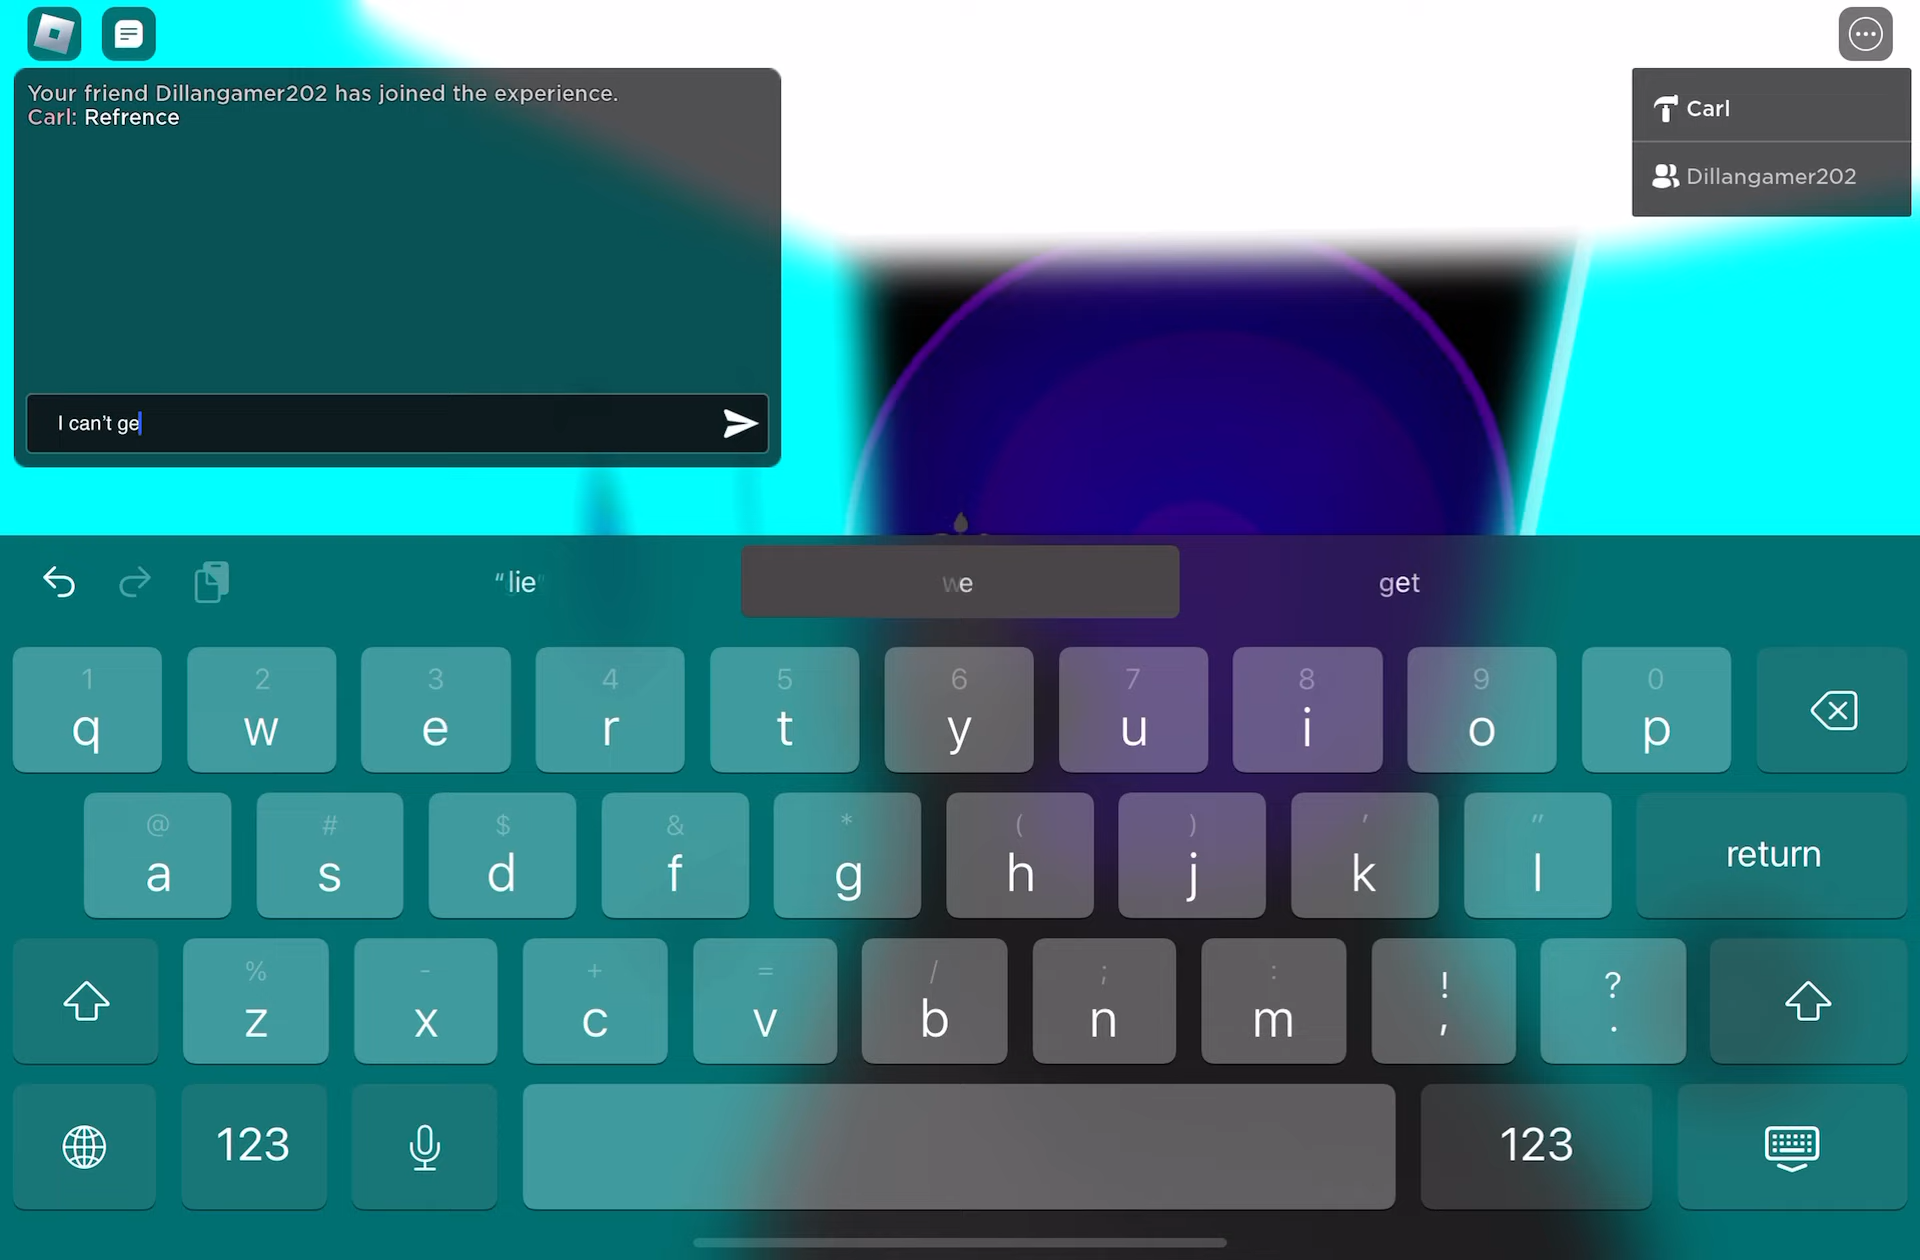 Your friend Dillangamer202 has joined the experience.
Carl: Refrence
Carl
Dillangamer202
I can't ge
"lie" we get
1 2 3 4 5 6 7 8 9 0
q w e r t y u i o p
@ # $ & * ( ) ' "
a s d f g h j k l return
% - + = / ; : ! ?
z x c v b n m , .
123 123